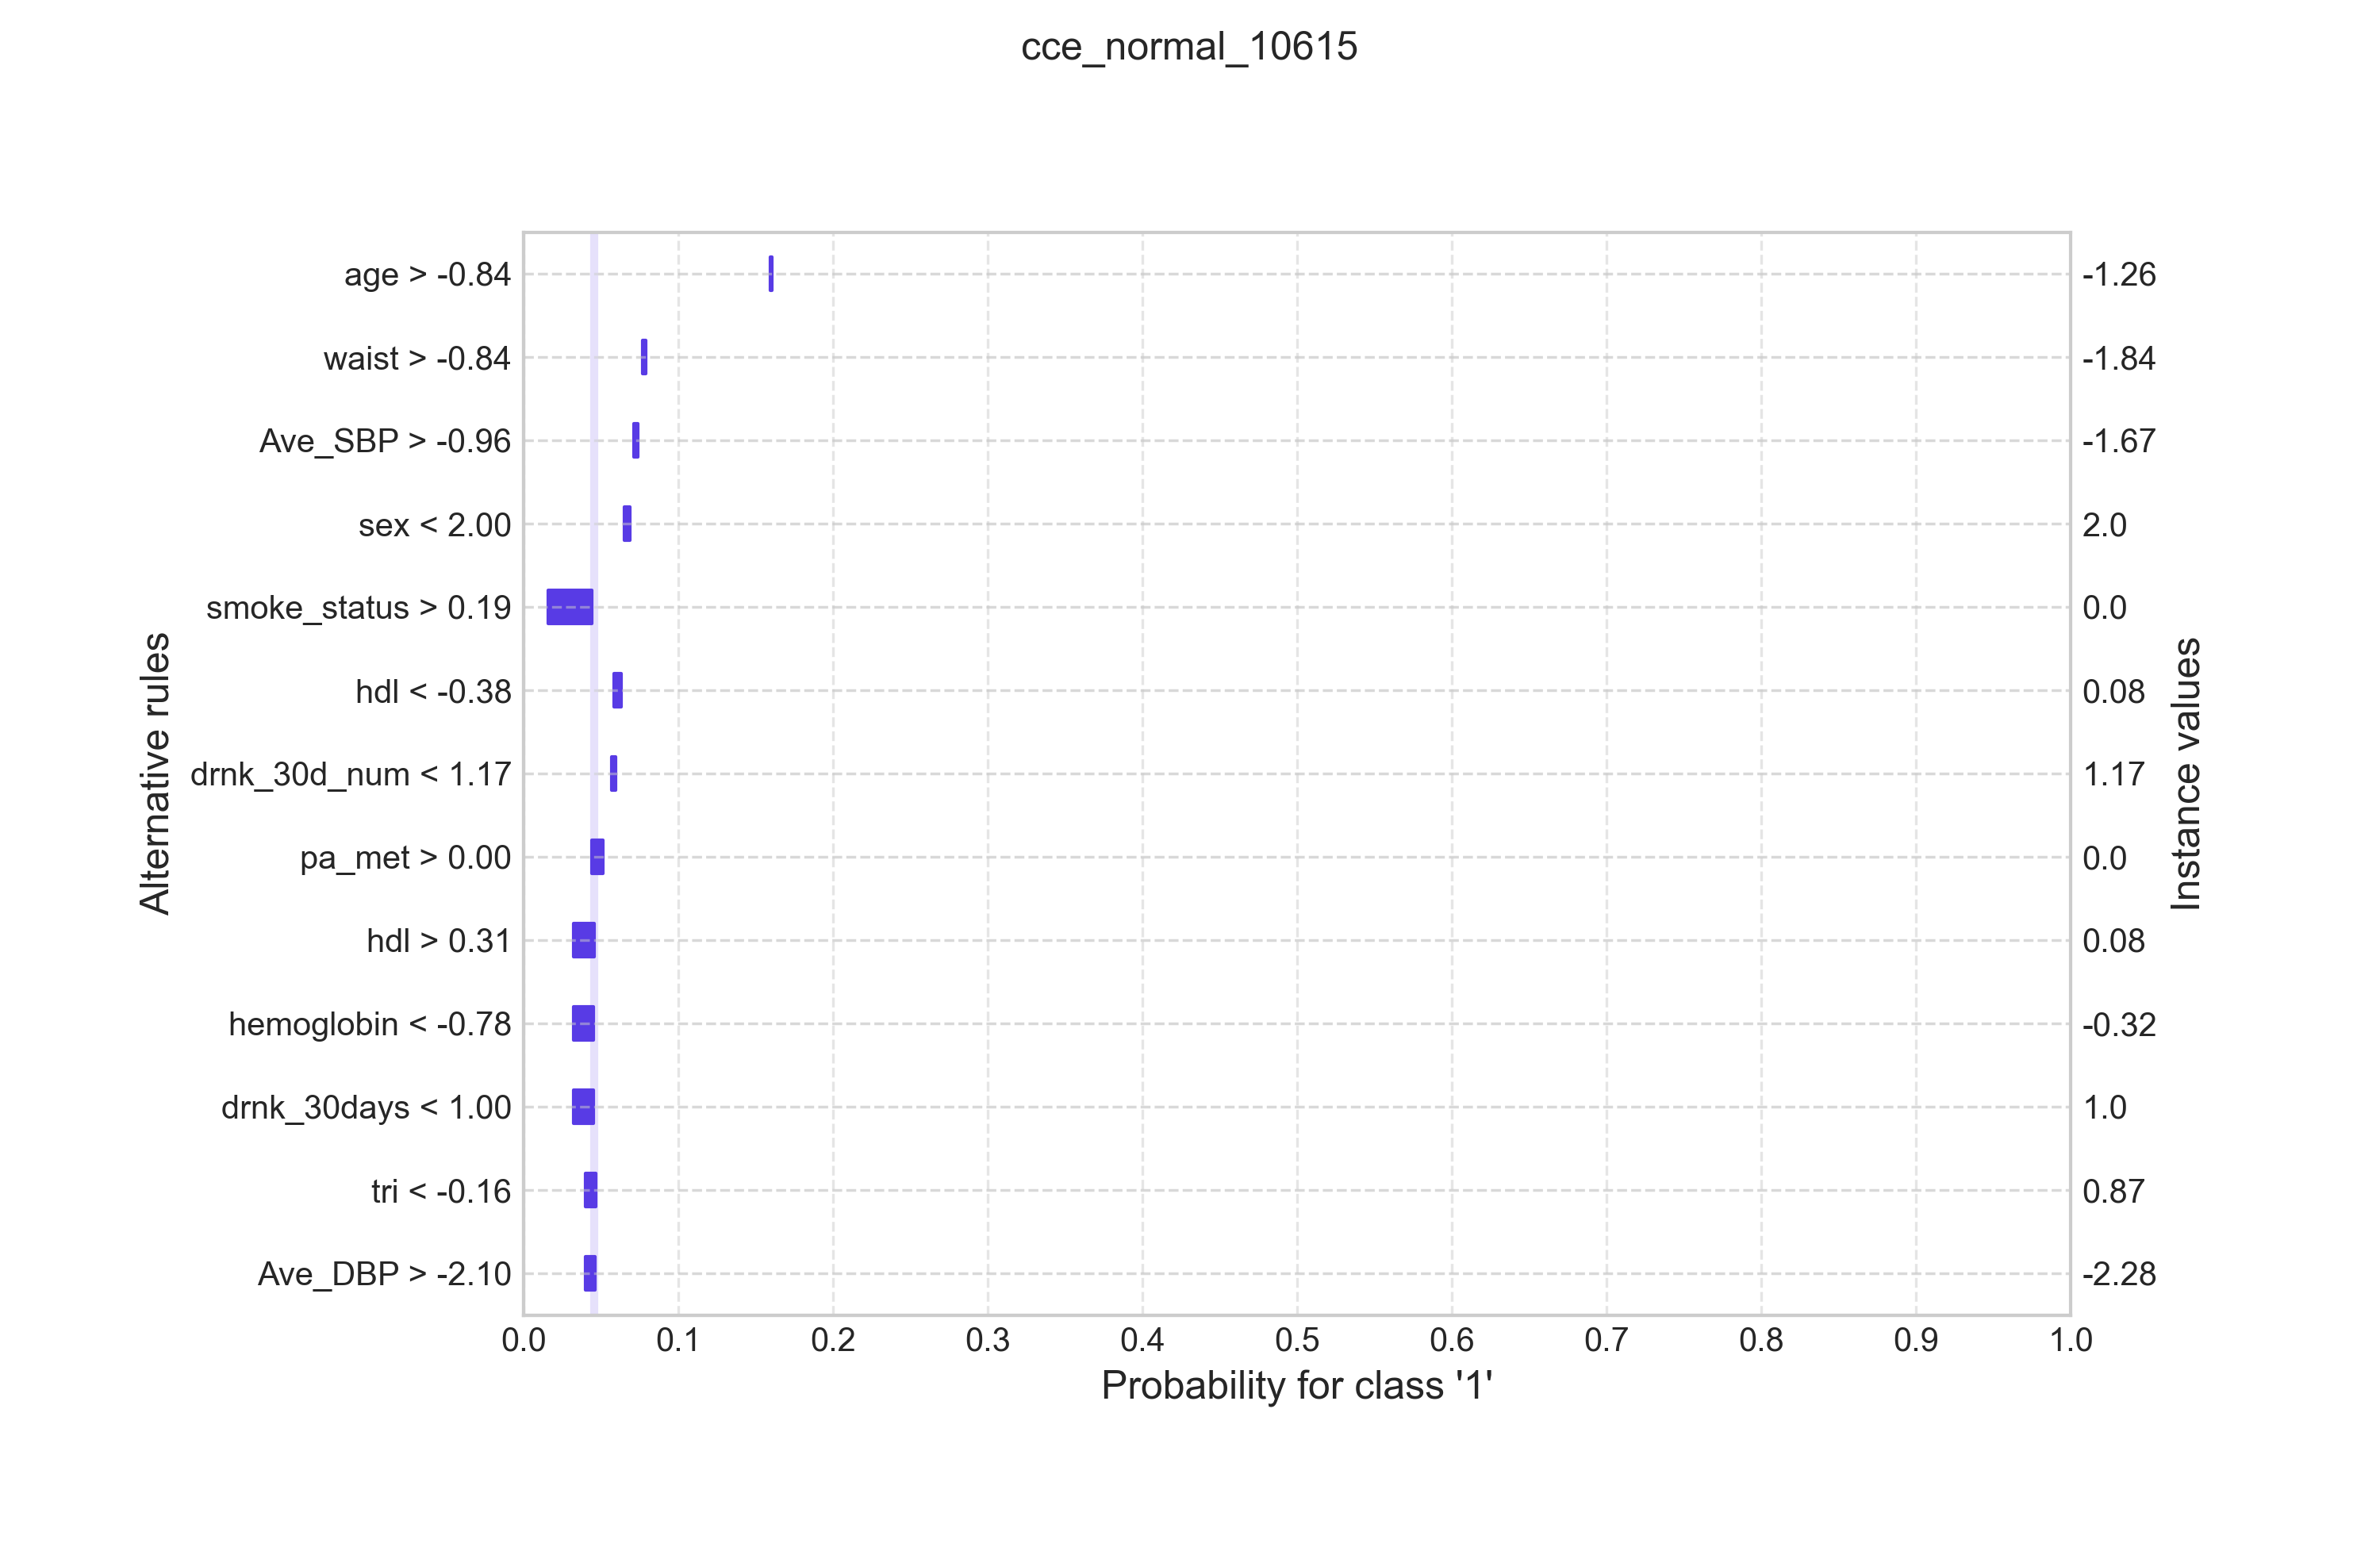 cce_normal_10615
age > -0.84
-1.26
waist > -0.84
-1.84
Ave_SBP > -0.96
-1.67
sex < 2.00
2.0
smoke_status > 0.19
0.0
hdl < -0.38
0.08
drnk_30d_num < 1.17
1.17
pa_met > 0.00
0.0
hdl > 0.31
0.08
hemoglobin < -0.78
-0.32
drnk_30days < 1.00
1.0
tri < -0.16
0.87
Ave_DBP > -2.10
-2.28
Alternative rules
Instance values
0.0 0.1 0.2 0.3 0.4 0.5 0.6 0.7 0.8 0.9 1.0
Probability for class '1'